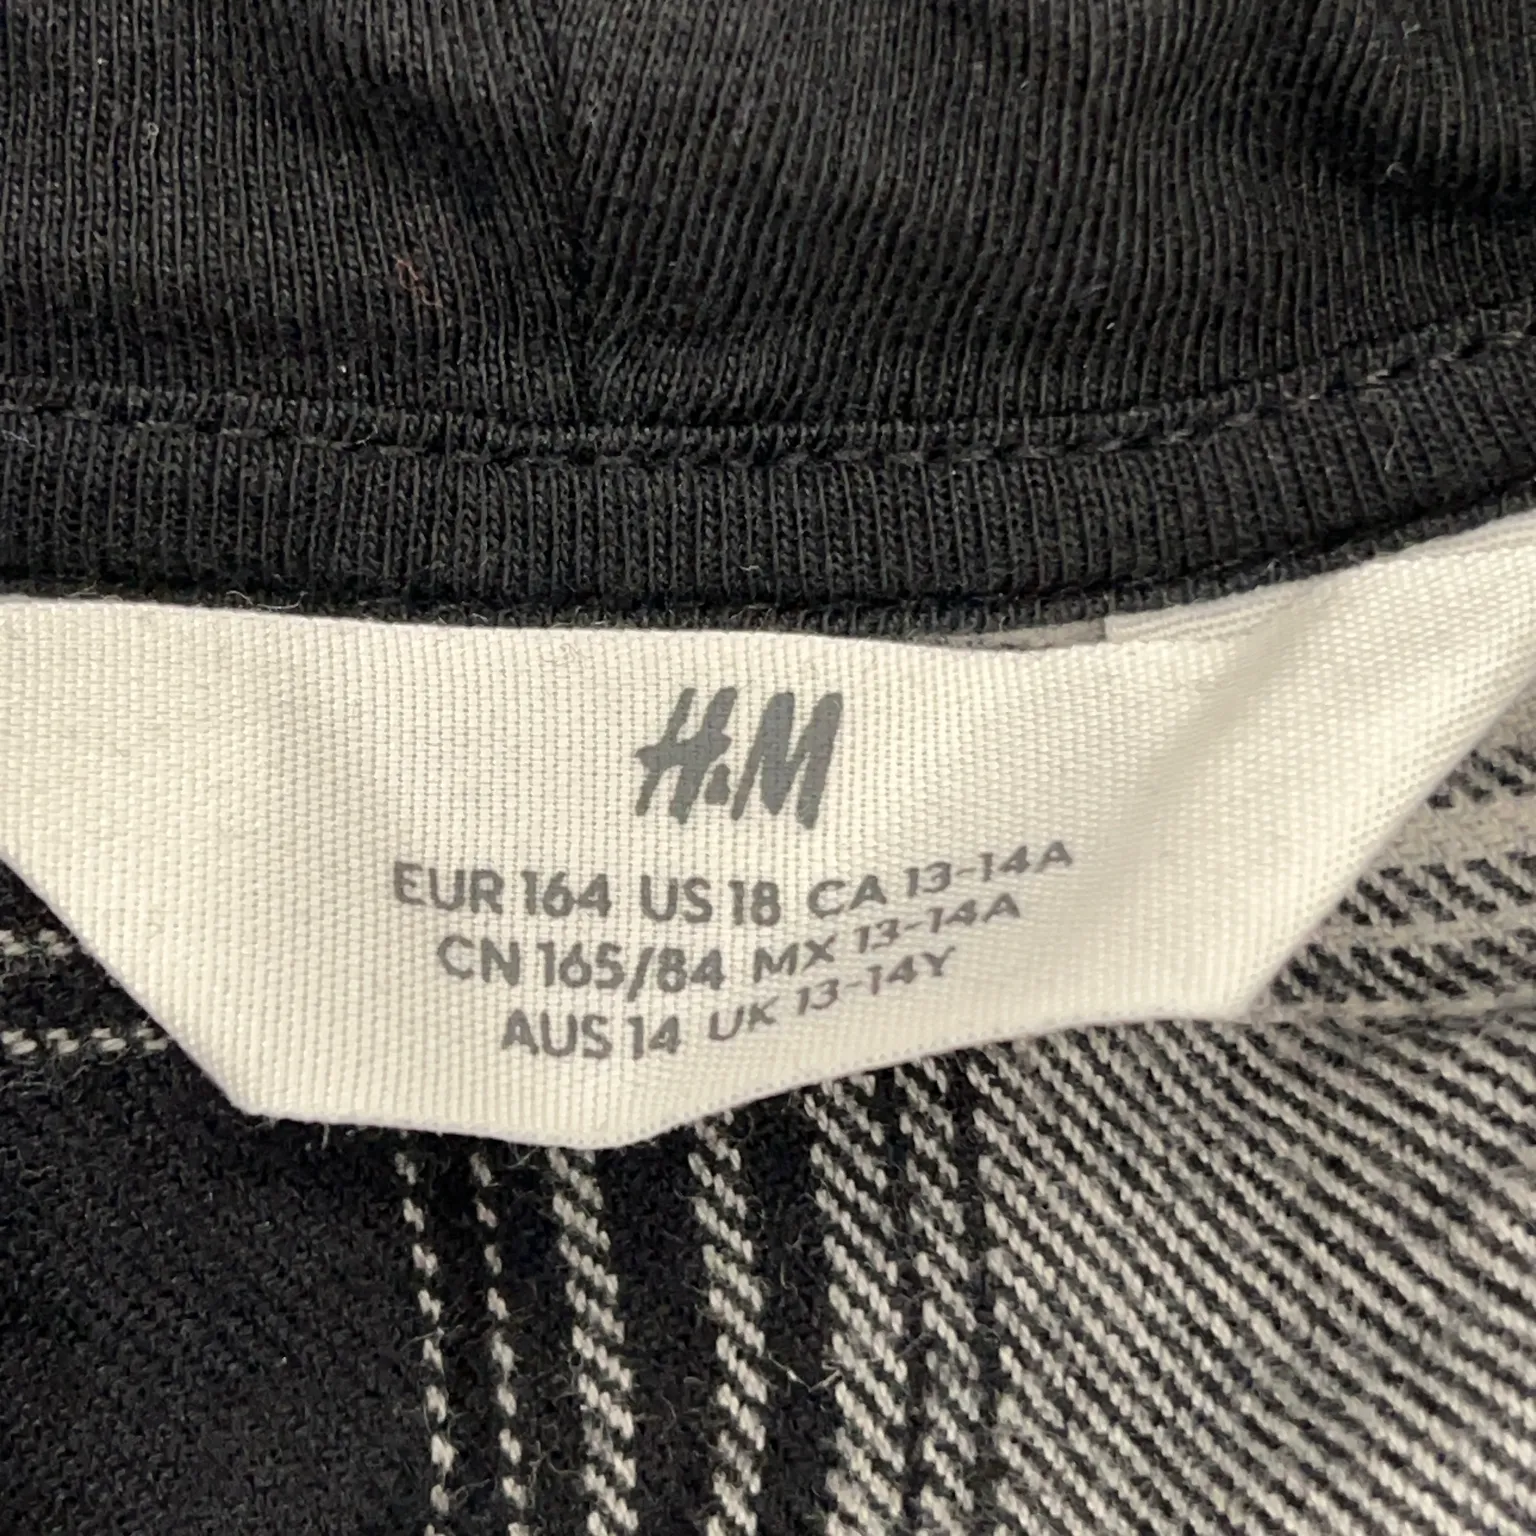 H&M
EUR 164 US 18 CA 13-14A
CN 165/84 MX 13-14A
AUS 14 UK 13-14Y